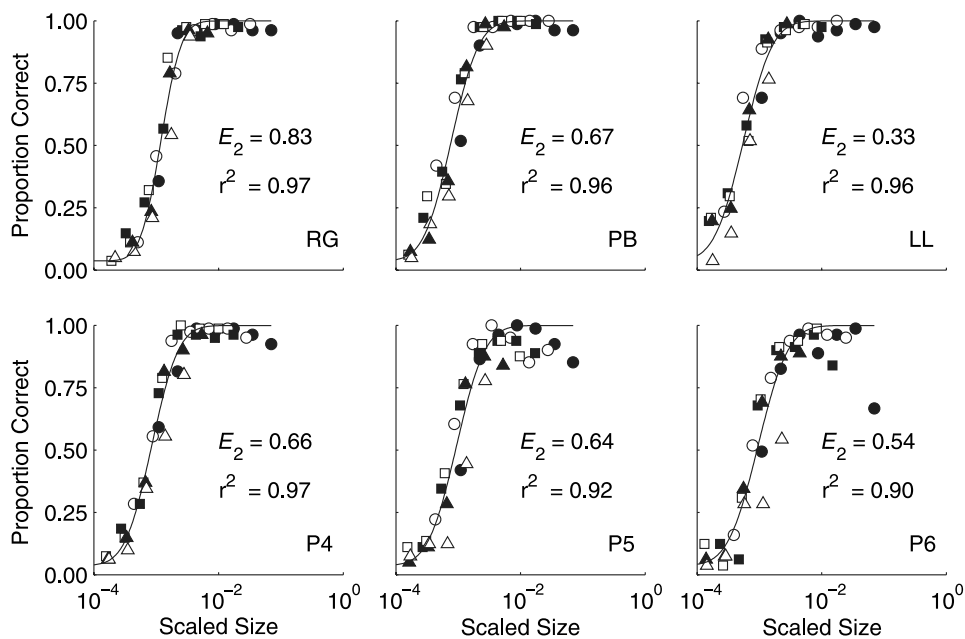 Proportion Correct
1.00
0.75
0.50
0.25
0.00
E2 = 0.83
r2 = 0.97
RG
E2 = 0.67
r2 = 0.96
PB
E2 = 0.33
r2 = 0.96
LL
Proportion Correct
1.00
0.75
0.50
0.25
0.00
E2 = 0.66
r2 = 0.97
P4
E2 = 0.64
r2 = 0.92
P5
E2 = 0.54
r2 = 0.90
P6
10−4 10−2 100
10−4 10−2 100
10−4 10−2 100
Scaled Size
Scaled Size
Scaled Size